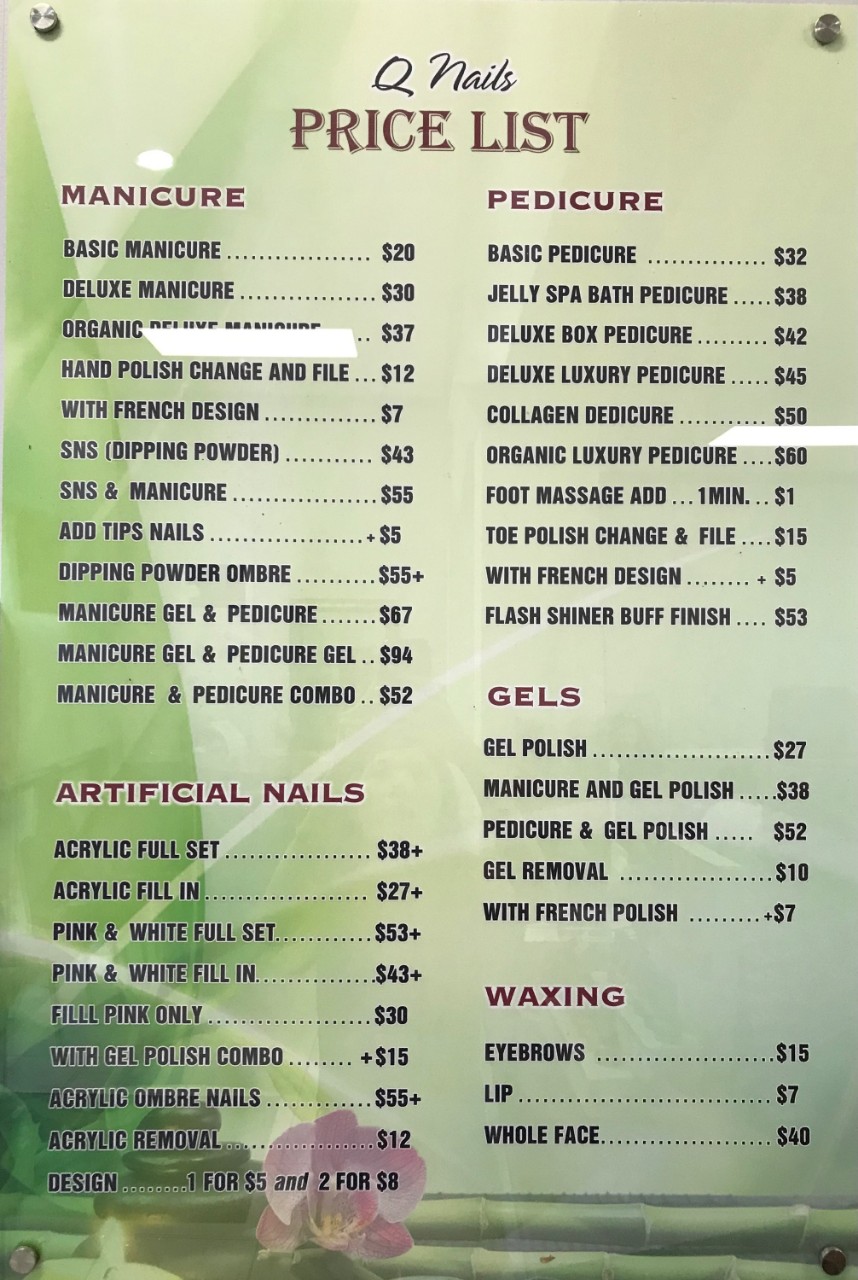 Q Nails
PRICE LIST
MANICURE
BASIC MANICURE .................. $20
DELUXE MANICURE ................. $30
ORGANIC DELUXE MANICURE .. $37
HAND POLISH CHANGE AND FILE ... $12
WITH FRENCH DESIGN .............. $7
SNS (DIPPING POWDER) ........... $43
SNS & MANICURE .................. $55
ADD TIPS NAILS ................... + $5
DIPPING POWDER OMBRE .......... $55+
MANICURE GEL & PEDICURE ....... $67
MANICURE GEL & PEDICURE GEL .. $94
MANICURE & PEDICURE COMBO .. $52
ARTIFICIAL NAILS
ACRYLIC FULL SET .................. $38+
ACRYLIC FILL IN .................... $27+
PINK & WHITE FULL SET............ $53+
PINK & WHITE FILL IN............... $43+
FILLL PINK ONLY .................... $30
WITH GEL POLISH COMBO ........ +$15
ACRYLIC OMBRE NAILS ............. $55+
ACRYLIC REMOVAL ................... $12
DESIGN ........1 FOR $5 and 2 FOR $8
PEDICURE
BASIC PEDICURE ............... $32
JELLY SPA BATH PEDICURE ..... $38
DELUXE BOX PEDICURE ......... $42
DELUXE LUXURY PEDICURE ..... $45
COLLAGEN DEDICURE ........... $50
ORGANIC LUXURY PEDICURE .... $60
FOOT MASSAGE ADD ... 1MIN. .. $1
TOE POLISH CHANGE & FILE .... $15
WITH FRENCH DESIGN ........ + $5
FLASH SHINER BUFF FINISH .... $53
GELS
GEL POLISH ...................... $27
MANICURE AND GEL POLISH ..... $38
PEDICURE & GEL POLISH ..... $52
GEL REMOVAL ................... $10
WITH FRENCH POLISH ......... +$7
WAXING
EYEBROWS ...................... $15
LIP ................................ $7
WHOLE FACE..................... $40